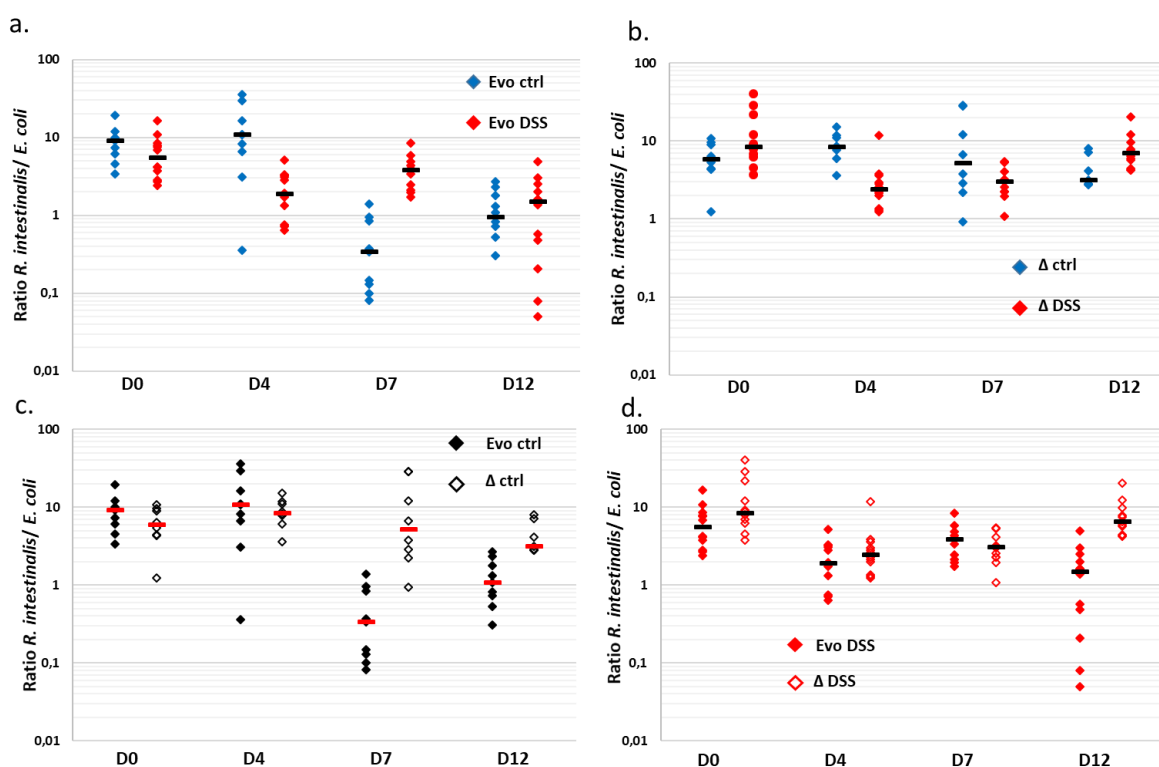 a.
Ratio R. intestinalis/ E. coli
100
10
1
0,1
0,01
Evo ctrl
Evo DSS
D0 D4 D7 D12
b.
Ratio R. intestinalis/ E. coli
100
10
1
0,1
0,01
Δ ctrl
Δ DSS
D0 D4 D7 D12
c.
Ratio R. intestinalis/ E. coli
100
10
1
0,1
0,01
Evo ctrl
Δ ctrl
D0 D4 D7 D12
d.
Ratio R. intestinalis/ E. coli
100
10
1
0,1
0,01
Evo DSS
Δ DSS
D0 D4 D7 D12